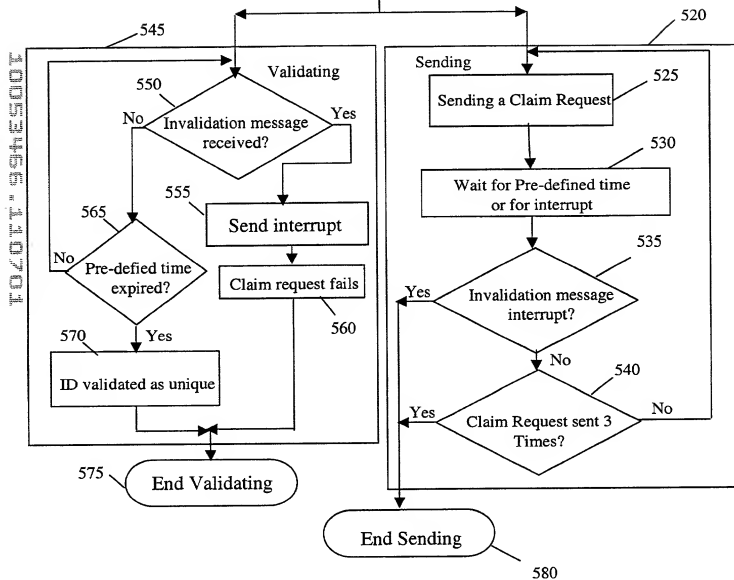 545
520
Validating
Sending
550
525
No
Yes
Invalidation message
received?
Sending a Claim Request
530
Wait for Pre-defined time
or for interrupt
555
Send interrupt
565
No
Pre-defied time
expired?
535
Claim request fails
560
Yes
Invalidation message
interrupt?
570
Yes
No
ID validated as unique
540
Yes
No
Claim Request sent 3
Times?
575
End Validating
End Sending
580
10053466.110701